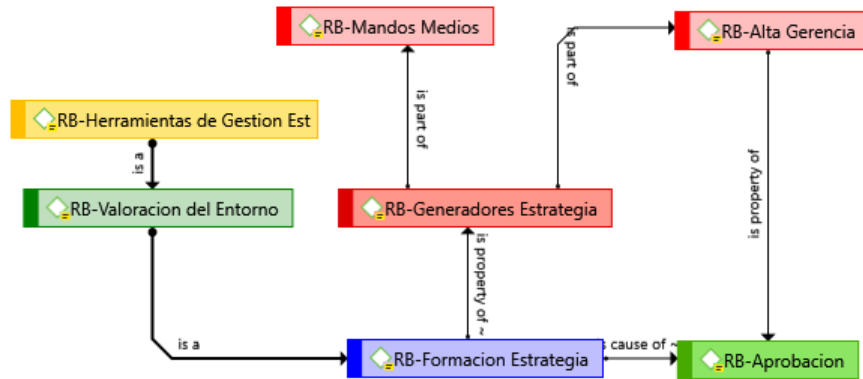 RB-Mandos Medios
RB-Alta Gerencia
is part of
is part of
RB-Herramientas de Gestion Est
is a
RB-Valoracion del Entorno
RB-Generadores Estrategia
is property of
is property of ~
is a
RB-Formacion Estrategia
s cause of ~
RB-Aprobacion